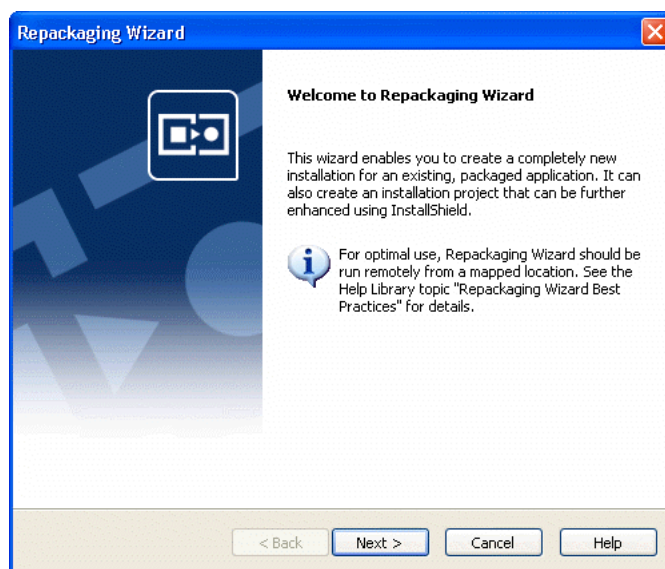 Repackaging Wizard
Welcome to Repackaging Wizard
This wizard enables you to create a completely new
installation for an existing, packaged application. It can
also create an installation project that can be further
enhanced using InstallShield.
For optimal use, Repackaging Wizard should be
run remotely from a mapped location. See the
Help Library topic "Repackaging Wizard Best
Practices" for details.
< Back Next > Cancel Help